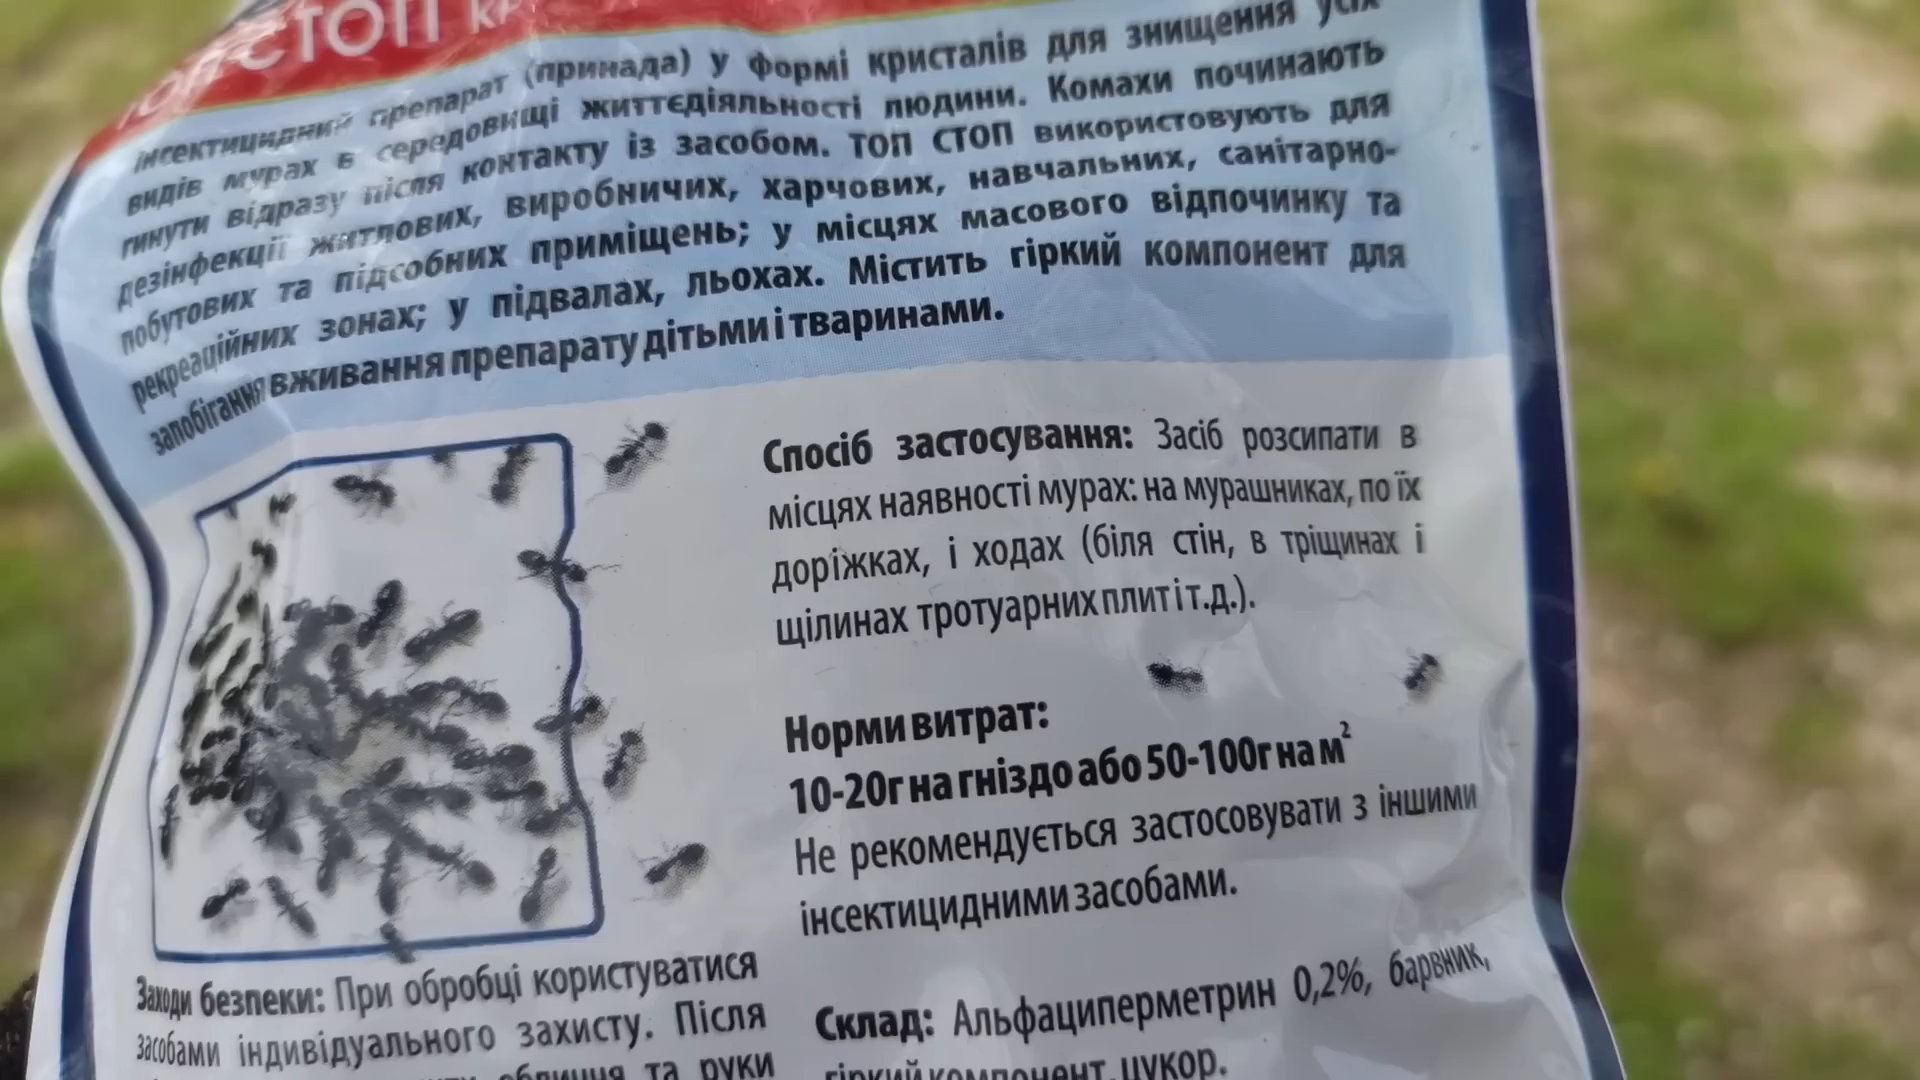 ТОП СТОП
інсектицидний препарат (принада) у формі кристалів для знищення усіх
видів мурах в середовищі життєдіяльності людини. Комахи починають
гинути відразу після контакту із засобом. ТОП СТОП використовують для
дезінфекції житлових, виробничих, харчових, навчальних, санітарно-
побутових та підсобних приміщень; у місцях масового відпочинку та
рекреаційних зонах; у підвалах, льохах. Містить гіркий компонент для
запобігання вживання препарату дітьми і тваринами.
Спосіб застосування: Засіб розсипати в
місцях наявності мурах: на мурашниках, по їх
доріжках, і ходах (біля стін, в тріщинах і
щілинах тротуарних плит і т.д.).
Норми витрат:
10-20г на гніздо або 50-100г на м²
Не рекомендується застосовувати з іншими
інсектицидними засобами.
Заходи безпеки: При обробці користуватися
засобами індивідуального захисту. Після
обличчя та руки
Склад: Альфациперметрин 0,2%, барвник,
гіркий компонент, цукор.